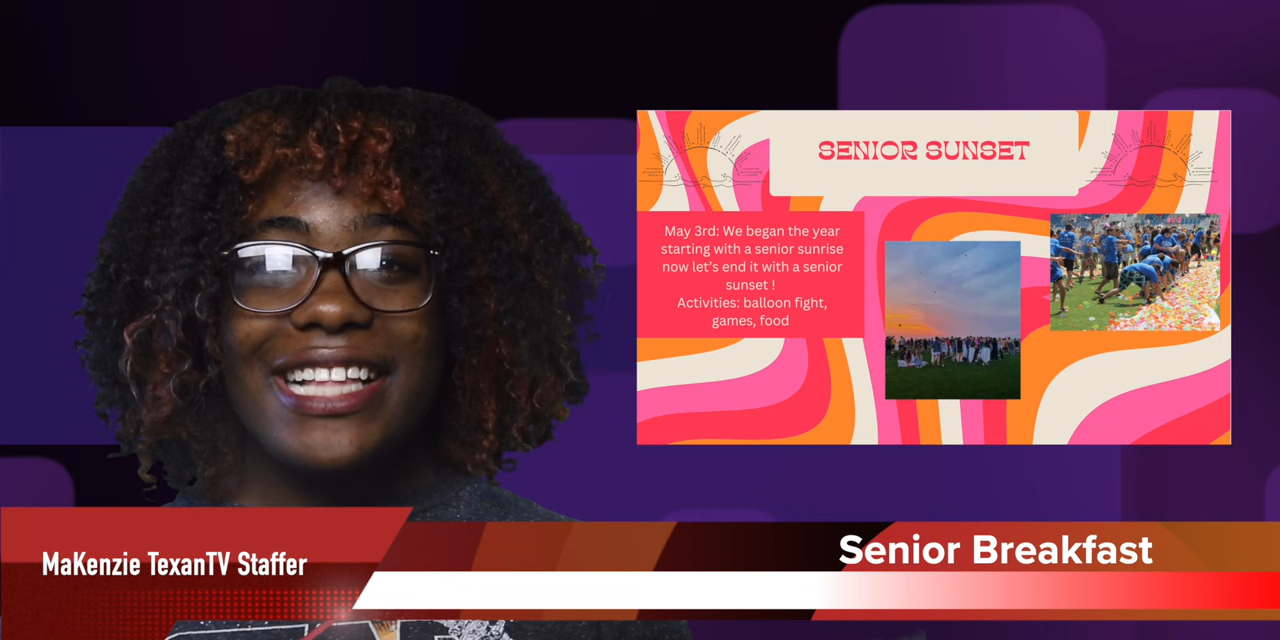 SENIOR SUNSET
May 3rd: We began the year
starting with a senior sunrise
now let's end it with a senior
sunset !
Activities: balloon fight,
games, food
MaKenzie TexanTV Staffer
Senior Breakfast